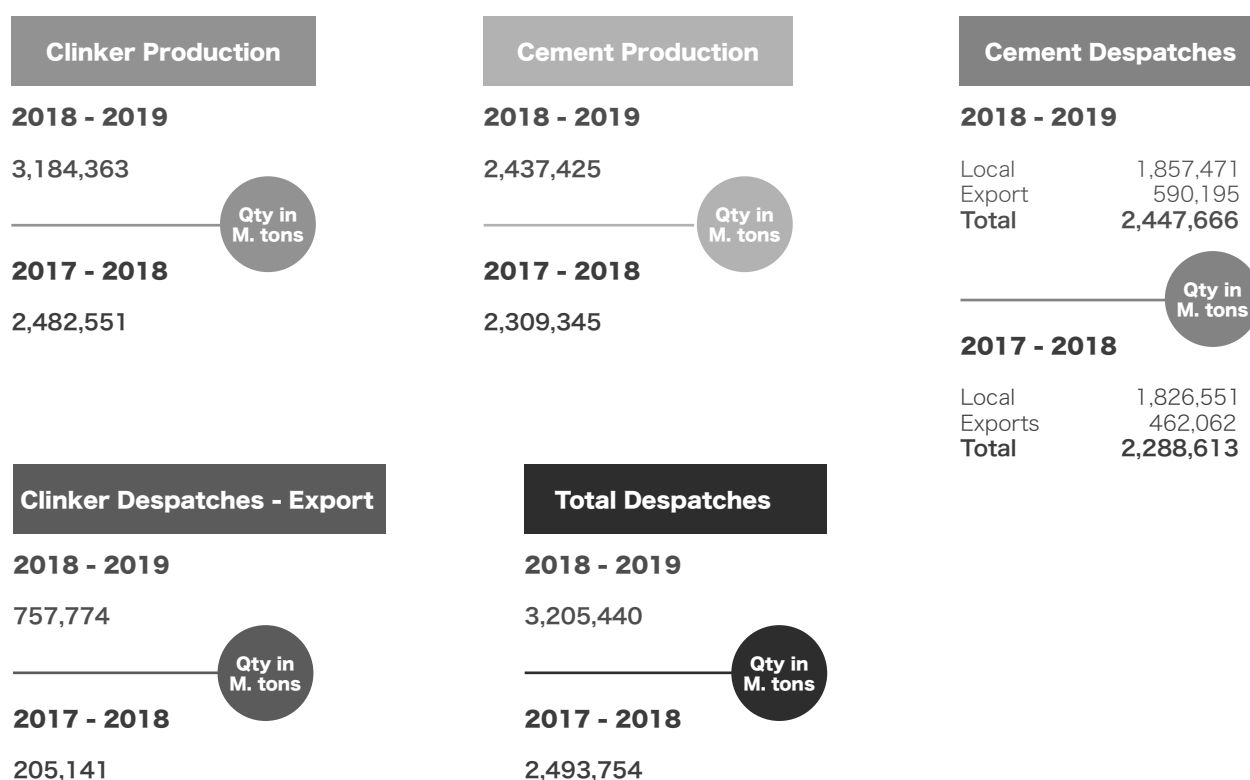 Clinker Production
2018 - 2019
3,184,363
Qty in
M. tons
2017 - 2018
2,482,551
Cement Production
2018 - 2019
2,437,425
Qty in
M. tons
2017 - 2018
2,309,345
Cement Despatches
2018 - 2019
Local 1,857,471
Export 590,195
Total 2,447,666
Qty in
M. tons
2017 - 2018
Local 1,826,551
Exports 462,062
Total 2,288,613
Clinker Despatches - Export
2018 - 2019
757,774
Qty in
M. tons
2017 - 2018
205,141
Total Despatches
2018 - 2019
3,205,440
Qty in
M. tons
2017 - 2018
2,493,754